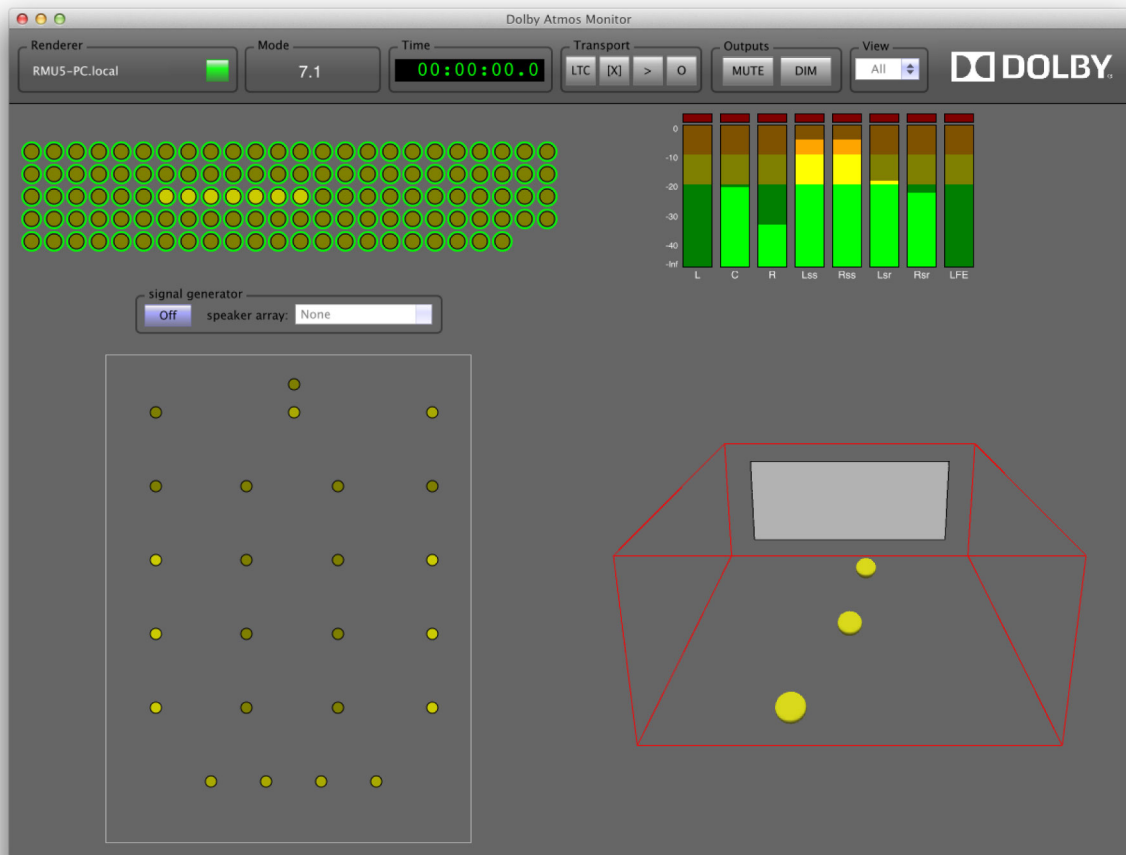 Dolby Atmos Monitor
Renderer
RMU5-PC.local
Mode
7.1
Time
00:00:00.0
Transport
LTC [X] > O
Outputs
MUTE DIM
View
All
DOLBY
0
-10
-20
-30
-40
-Inf
L C R Lss Rss Lsr Rsr LFE
signal generator
Off speaker array: None